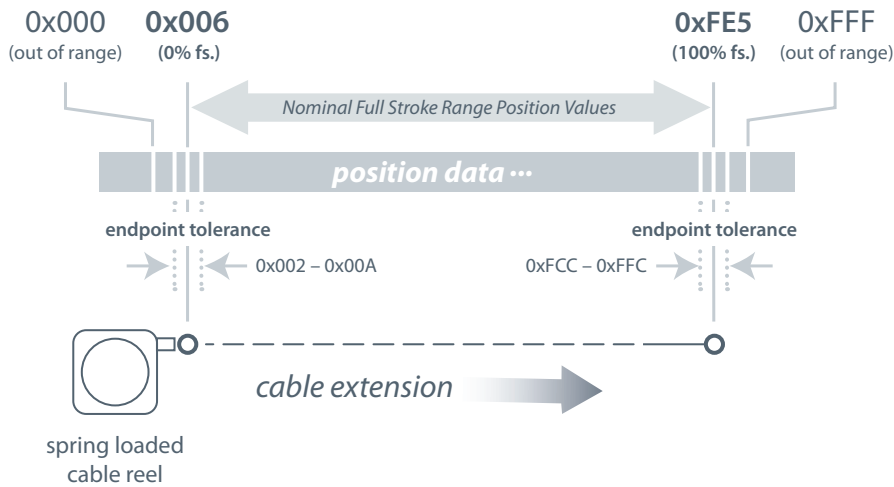 0x000
(out of range)
0x006
(0% fs.)
0xFE5
(100% fs.)
0xFFF
(out of range)
Nominal Full Stroke Range Position Values
position data ···
endpoint tolerance
endpoint tolerance
0x002 – 0x00A
0xFCC – 0xFFC
cable extension
spring loaded
cable reel